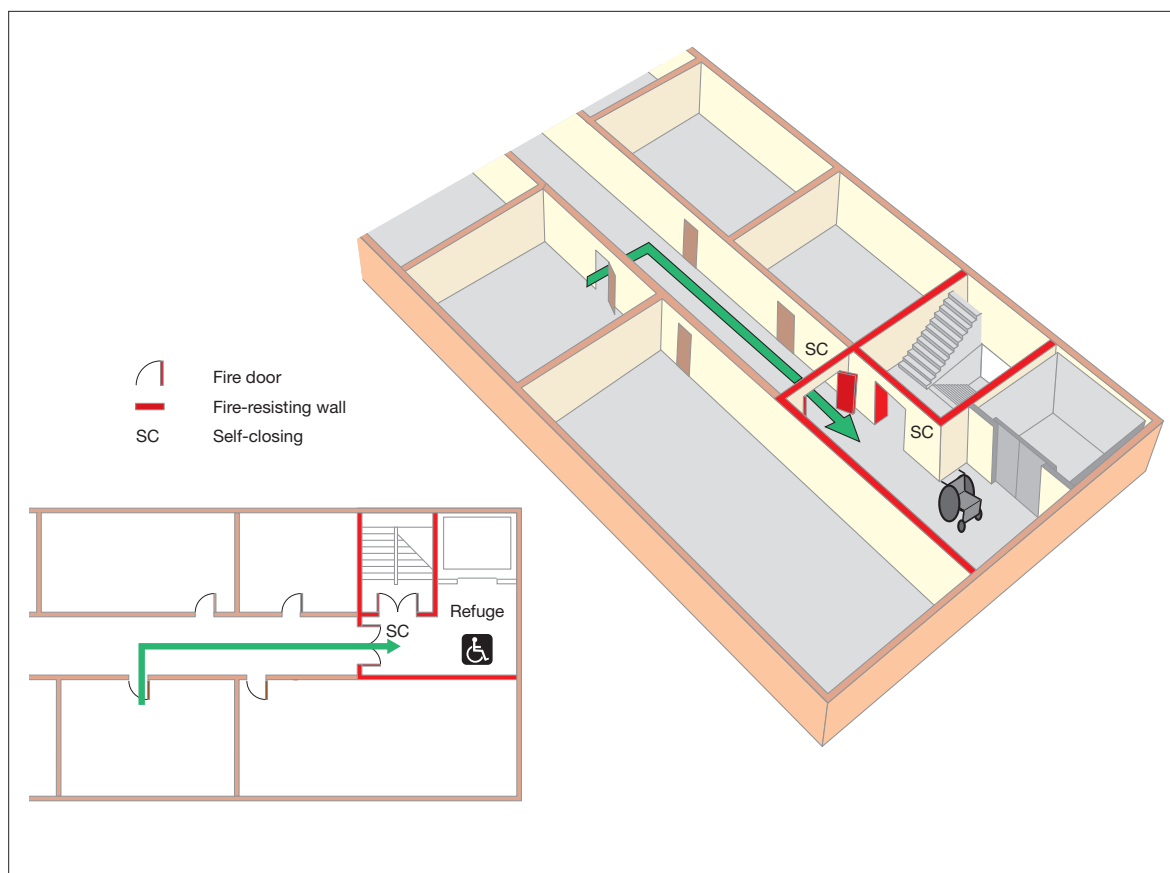 SC
SC
Fire door
Fire-resisting wall
SC Self-closing
Refuge
SC